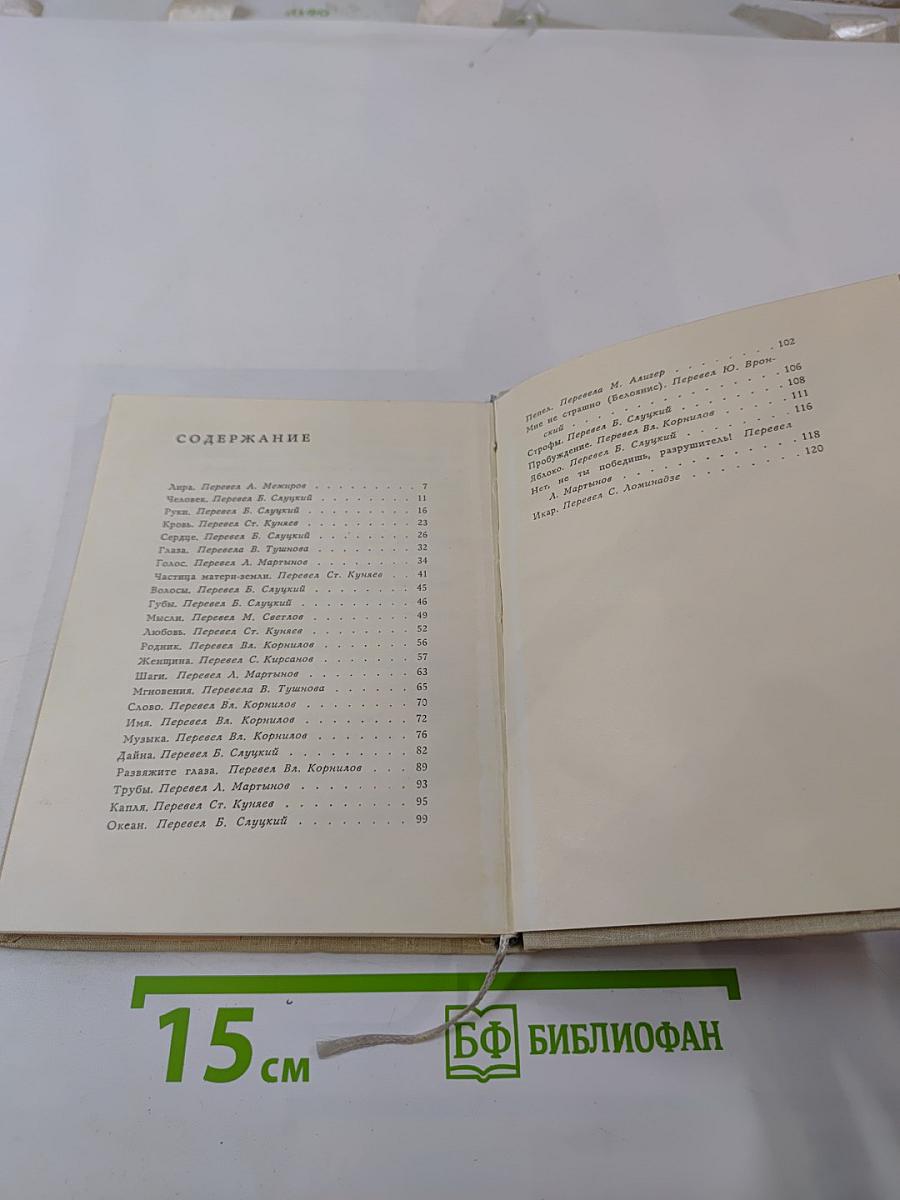 СОДЕРЖАНИЕ
Лира. Перевел А. Межиров . . . . . . . . . 7
Человек. Перевел Б. Слуцкий . . . . . . . . 11
Руки. Перевел Б. Слуцкий . . . . . . . . . 16
Кровь. Перевел Ст. Куняев . . . . . . . . . 23
Сердце. Перевел Б. Слуцкий . . . . . . . . 26
Глаза. Перевела В. Тушнова . . . . . . . . 32
Голос. Перевел Л. Мартынов . . . . . . . . 34
Частица матери-земли. Перевел Ст. Куняев . . 41
Волосы. Перевел Б. Слуцкий . . . . . . . . 45
Губы. Перевел Б. Слуцкий . . . . . . . . . 46
Мысли. Перевел М. Светлов . . . . . . . . 49
Любовь. Перевел Ст. Куняев . . . . . . . . 52
Родник. Перевел Вл. Корнилов . . . . . . . 56
Женщина. Перевел С. Кирсанов . . . . . . . 57
Шаги. Перевел Л. Мартынов . . . . . . . . 63
Мгновения. Перевела В. Тушнова . . . . . . 65
Слово. Перевел Вл. Корнилов . . . . . . . . 70
Имя. Перевел Вл. Корнилов . . . . . . . . 72
Музыка. Перевел Вл. Корнилов . . . . . . . 76
Дайна. Перевел Б. Слуцкий . . . . . . . . . 82
Развяжите глаза. Перевел Вл. Корнилов . . . 89
Трубы. Перевел Л. Мартынов . . . . . . . . 93
Капля. Перевел Ст. Куняев . . . . . . . . . 95
Океан. Перевел Б. Слуцкий . . . . . . . . 99
Пепел. Перевела М. Алигер . . . . . . . . 102
Мне не страшно (Белоянис). Перевел Ю. Врон-
ский . . . . . . . . . . . . . . 106
Строфы. Перевел Б. Слуцкий . . . . . . . . 108
Пробуждение. Перевел Вл. Корнилов . . . . . 111
Яблоко. Перевел Б. Слуцкий . . . . . . . . 116
Нет, не ты победишь, разрушитель! Перевел
Л. Мартынов . . . . . . . . . . . . 118
Икар. Перевел С. Ломинадзе . . . . . . . . 120
15 см
БФ БИБЛИОФАН